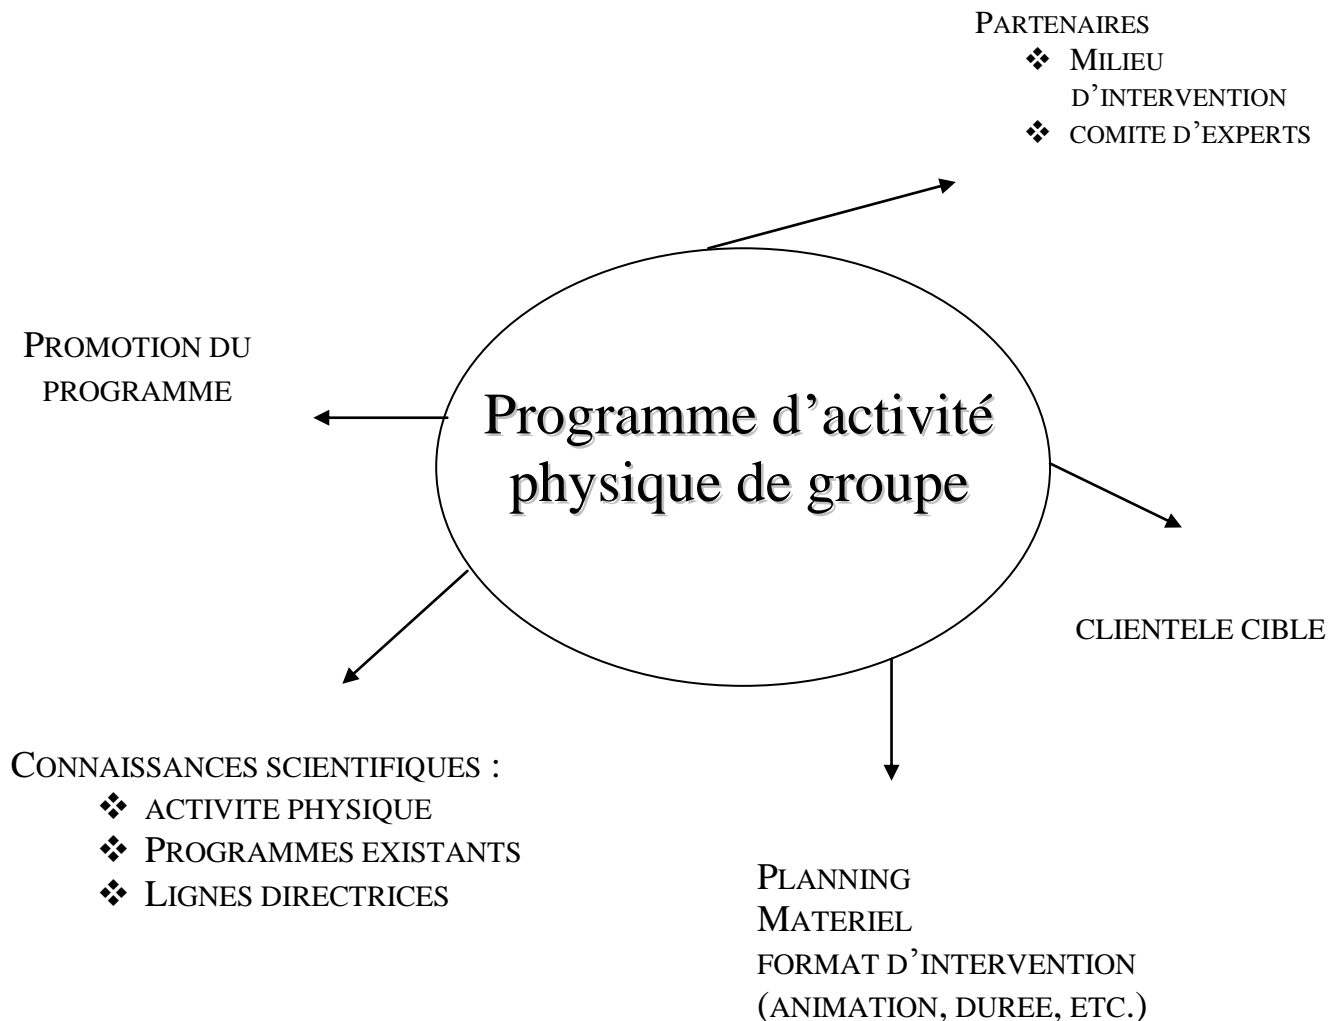 PARTENAIRES
❖ MILIEU
D’INTERVENTION
❖ COMITE D’EXPERTS
PROMOTION DU
PROGRAMME
Programme d’activité
physique de groupe
CLIENTELE CIBLE
CONNAISSANCES SCIENTIFIQUES :
❖ ACTIVITE PHYSIQUE
❖ PROGRAMMES EXISTANTS
❖ LIGNES DIRECTRICES
PLANNING
MATERIEL
FORMAT D’INTERVENTION
(ANIMATION, DUREE, ETC.)